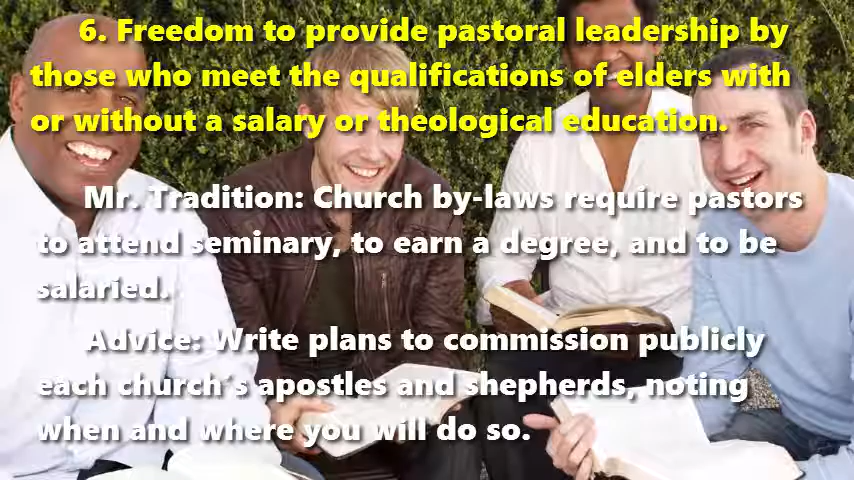 6. Freedom to provide pastoral leadership by
those who meet the qualifications of elders with
or without a salary or theological education.
Mr. Tradition: Church by-laws require pastors
to attend seminary, to earn a degree, and to be
salaried.
Advice: Write plans to commission publicly
each church's apostles and shepherds, noting
when and where you will do so.